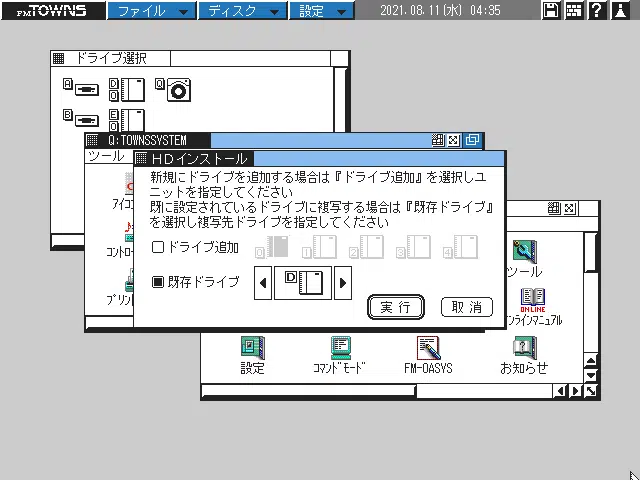 FM TOWNS ファイル ディスク 設定 2021.08.11(水) 04:35
ドライブ選択
A D 0 Q
B E 0
Q:TOWNSSYSTEM
ツール
HDインストール
新規にドライブを追加する場合は『ドライブ追加』を選択しユ
ニットを指定してください
既に設定されているドライブに複写する場合は『既存ドライブ』
を選択し複写先ドライブを指定してください
ドライブ追加 0 1 2 3 4
既存ドライブ D
実行 取消
アイコ
コントロー
プリン
ツール
ON LINE
ンラインマニュアル
設定 コマンドモード FM-OASYS お知らせ